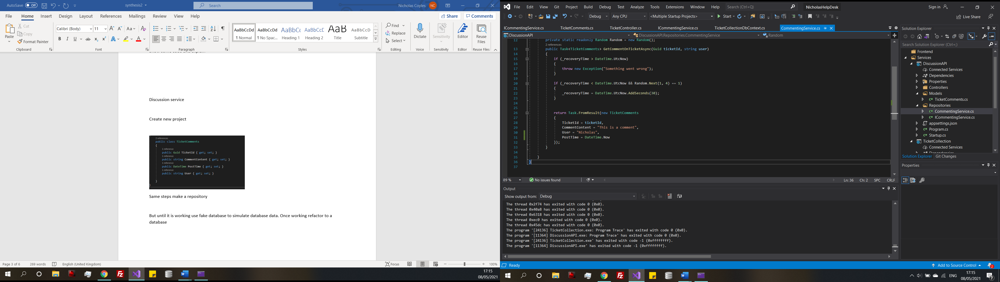 AutoSave Off
synthesis2
Search
Nicholas Coyles NC
File Home Insert Design Layout References Mailings Review View Help
Share Comments
Paste
Cut
Copy
Format Painter
Clipboard
Calibri (Body) 11
Font
Paragraph
AaBbCcDd AaBbCcDd AaBbCc AaBbCcD AaB AaBbCcD
¶ Normal ¶ No Spac... Heading 1 Heading 2 Title Subtitle
Styles
Find
Replace
Select
Editing
Dictate
Voice
Sensitivity
Sensitivity
Editor
Editor
Reuse Files
Reuse Files
Discussion service
Create new project
2 references
public class TicketComments
{
1 reference
public Guid TicketId { get; set; }
1 reference
public string CommentContent { get; set; }
1 reference
public DateTime PostTime { get; set; }
1 reference
public string User { get; set; }
}
Same steps make a repository
But until it is working use fake database to simulate database data. Once working refactor to a
database
Page 3 of 6 269 words English (United Kingdom) Focus 100%
17:15
08/05/2021
File Edit View Git Project Build Debug Test Analyze Tools Extensions Window Help Search (Ctrl+Q) NicholasHelpDesk Sign in
Debug Any CPU <Multiple Startup Projects> Start Live Share
ICommentingService.cs TicketComments.cs TicketController.cs ICommentingService.cs TicketCollectionDbContext.cs CommentingService.cs
DiscussionAPI DiscussionAPI.Repositories.CommentingService Random
12 private static readonly Random Random = new Random();
2 references
13 public Task<TicketComments> GetCommentOnTicketAsync(Guid ticketId, string user)
14 {
15 if (_recoveryTime > DateTime.UtcNow)
16 {
17 throw new Exception("Something went wrong");
18 }
19
20 if (_recoveryTime < DateTime.UtcNow && Random.Next(1, 4) == 1)
21 {
22 _recoveryTime = DateTime.UtcNow.AddSeconds(30);
23 }
24
25
26 return Task.FromResult(new TicketComments
27 {
28 TicketId = ticketId,
29 CommentContent = "This is a comment",
30 User = "Nicholas",
31 PostTime = DateTime.Now
32 });
33 }
34
35 }
36 }
37
89 % No issues found Ln: 36 Ch: 2 SPC CRLF
Output
Show output from: Debug
The thread 0x2f74 has exited with code 0 (0x0).
The thread 0x40a8 has exited with code 0 (0x0).
The thread 0x6318 has exited with code 0 (0x0).
The thread 0xec0 has exited with code 0 (0x0).
The thread 0x45dc has exited with code 0 (0x0).
The program '[24136] TicketCollection.exe: Program Trace' has exited with code 0 (0x0).
The program '[11364] DiscussionAPI.exe: Program Trace' has exited with code 0 (0x0).
The program '[24136] TicketCollection.exe' has exited with code -1 (0xffffffff).
The program '[11364] DiscussionAPI.exe' has exited with code -1 (0xffffffff).
Solution Explorer
Search Solution Explorer (Ctrl+;)
Frontend
Services
DiscussionAPI
Connected Services
Dependencies
Properties
Controllers
Models
C# TicketComments.cs
Repositories
C# CommentingService.cs
C# ICommentingService.cs
appsettings.json
C# Program.cs
C# Startup.cs
TicketCollection
Connected Services
Solution Explorer Git Changes
Properties
Ready Add to Source Control 2
ENG
17:15
08/05/2021
7